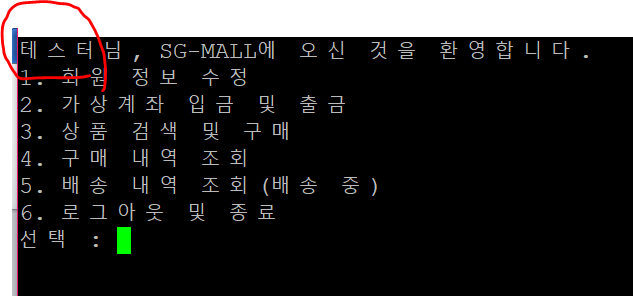 테스터님, SG-MALL에 오신 것을 환영합니다.
1. 회원 정보 수정
2. 가상계좌 입금 및 출금
3. 상품 검색 및 구매
4. 구매 내역 조회
5. 배송 내역 조회(배송 중)
6. 로그아웃 및 종료
선택 :